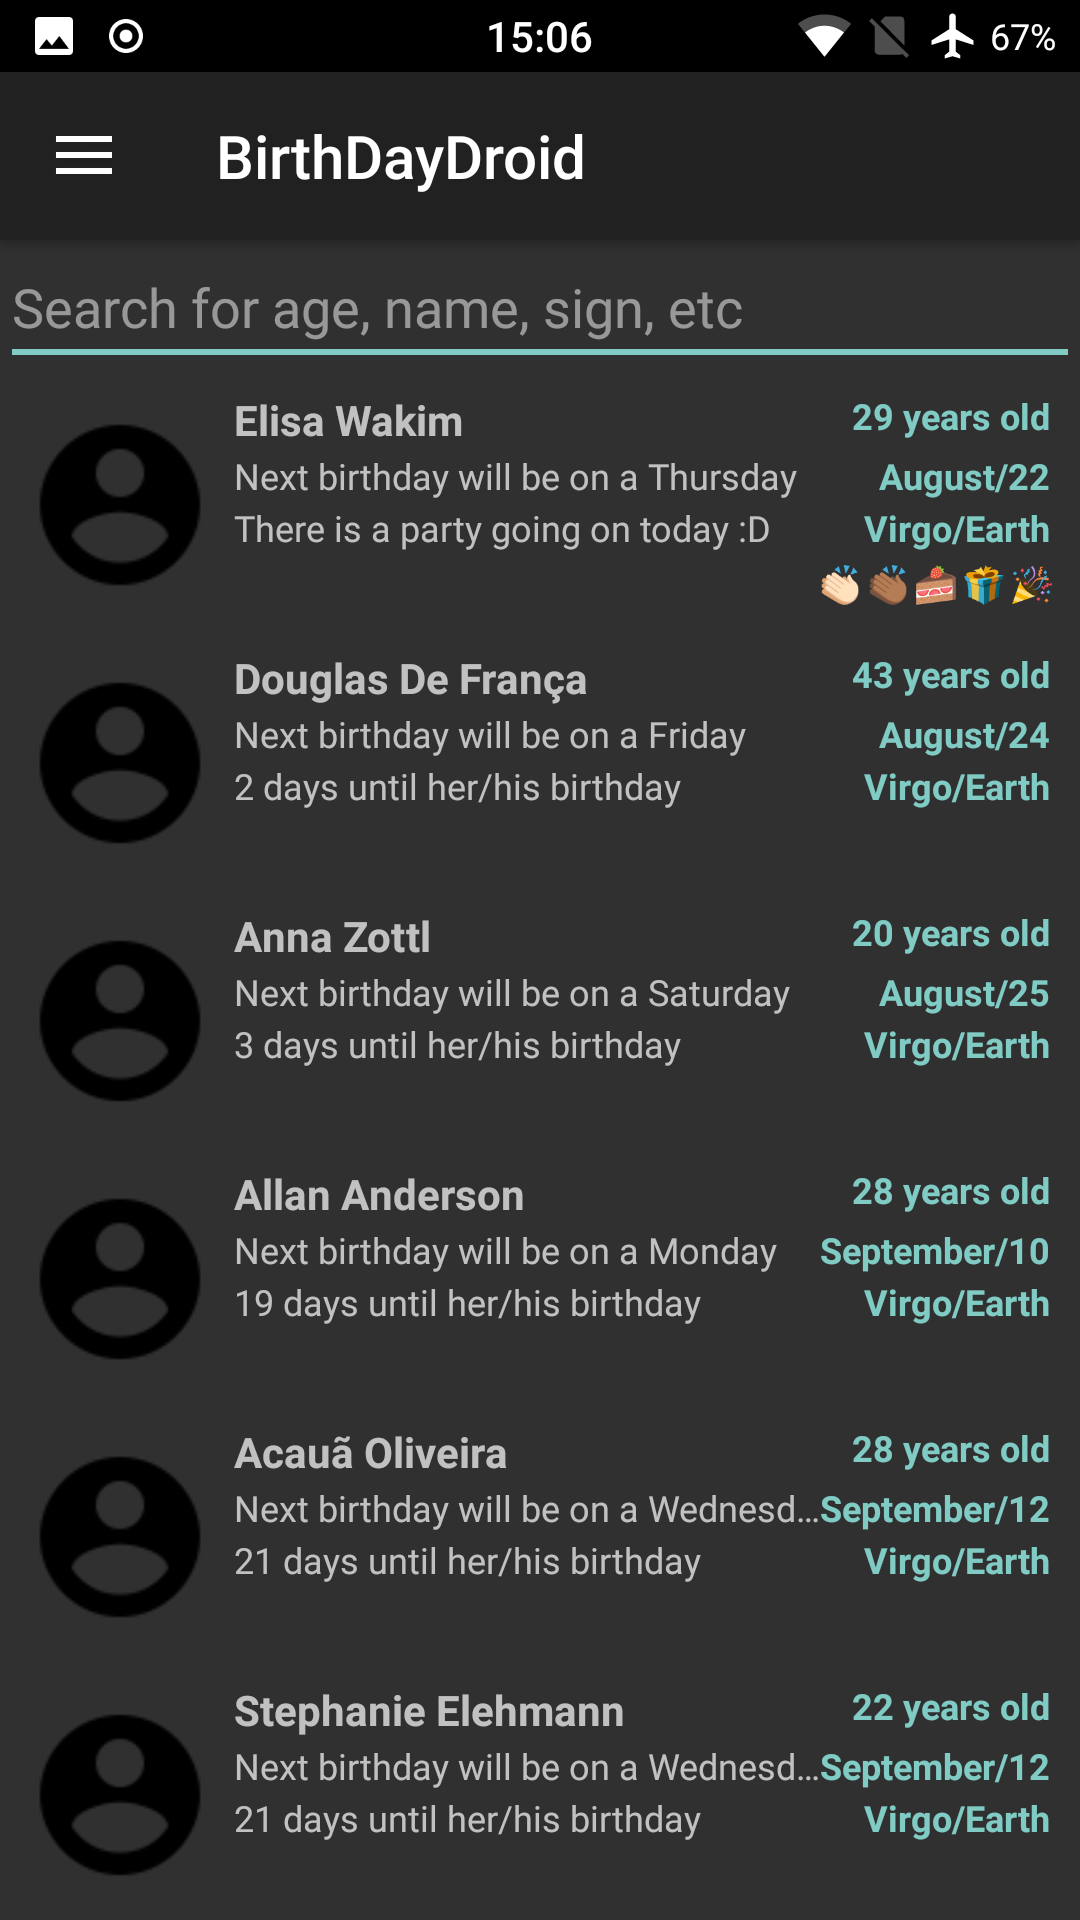 15:06
67%
BirthDayDroid
Search for age, name, sign, etc
Elisa Wakim
29 years old
Next birthday will be on a Thursday
August/22
There is a party going on today :D
Virgo/Earth
👏🏻👏🏾🍰🎁🎉
Douglas De França
43 years old
Next birthday will be on a Friday
August/24
2 days until her/his birthday
Virgo/Earth
Anna Zottl
20 years old
Next birthday will be on a Saturday
August/25
3 days until her/his birthday
Virgo/Earth
Allan Anderson
28 years old
Next birthday will be on a Monday
September/10
19 days until her/his birthday
Virgo/Earth
Acauã Oliveira
28 years old
Next birthday will be on a Wednesd...
September/12
21 days until her/his birthday
Virgo/Earth
Stephanie Elehmann
22 years old
Next birthday will be on a Wednesd...
September/12
21 days until her/his birthday
Virgo/Earth